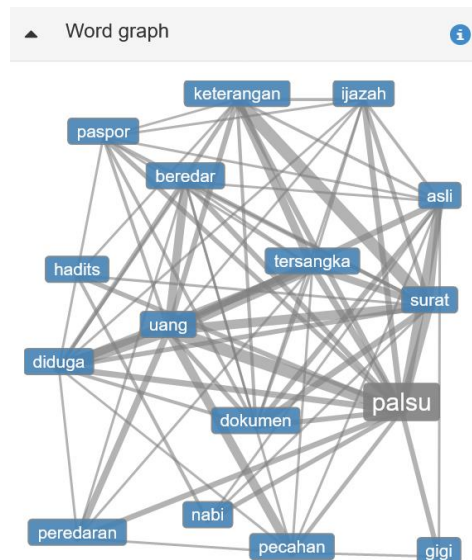 Word graph
keterangan
ijazah
paspor
beredar
asli
tersangka
hadits
surat
uang
diduga
palsu
dokumen
nabi
peredaran
pecahan
gigi